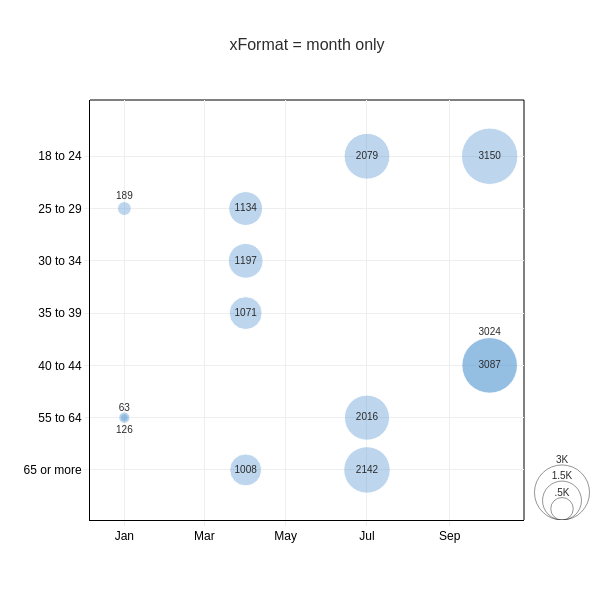 xFormat = month only
18 to 24
2079
3150
189
25 to 29
1134
30 to 34
1197
35 to 39
1071
3024
40 to 44
3087
63
55 to 64
2016
126
65 or more
1008
2142
3K
1.5K
.5K
Jan
Mar
May
Jul
Sep